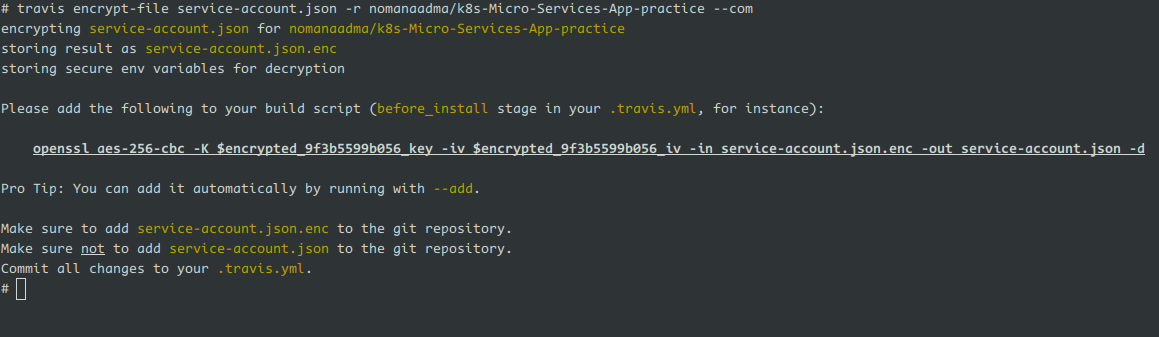 # travis encrypt-file service-account.json -r nomanaadma/k8s-Micro-Services-App-practice --com
encrypting service-account.json for nomanaadma/k8s-Micro-Services-App-practice
storing result as service-account.json.enc
storing secure env variables for decryption
Please add the following to your build script (before_install stage in your .travis.yml, for instance):
openssl aes-256-cbc -K $encrypted_9f3b5599b056_key -iv $encrypted_9f3b5599b056_iv -in service-account.json.enc -out service-account.json -d
Pro Tip: You can add it automatically by running with --add.
Make sure to add service-account.json.enc to the git repository.
Make sure not to add service-account.json to the git repository.
Commit all changes to your .travis.yml.
#